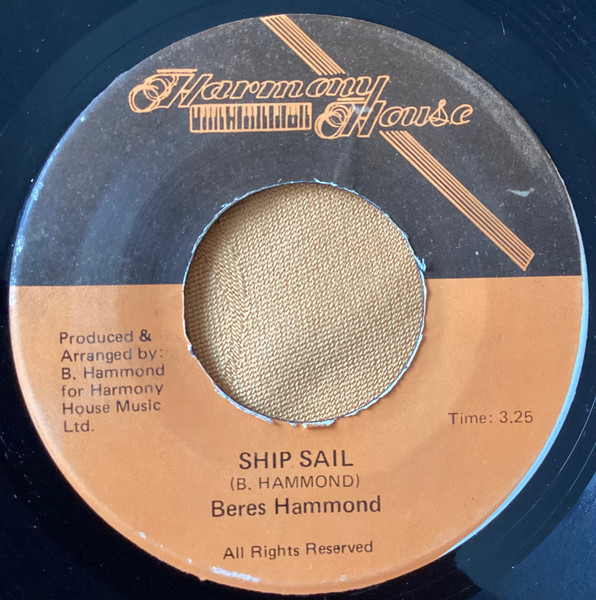 Harmony
House
Produced &
Arranged by:
B. Hammond
for Harmony
House Music
Ltd.
Time: 3.25
SHIP SAIL
(B. HAMMOND)
Beres Hammond
All Rights Reserved